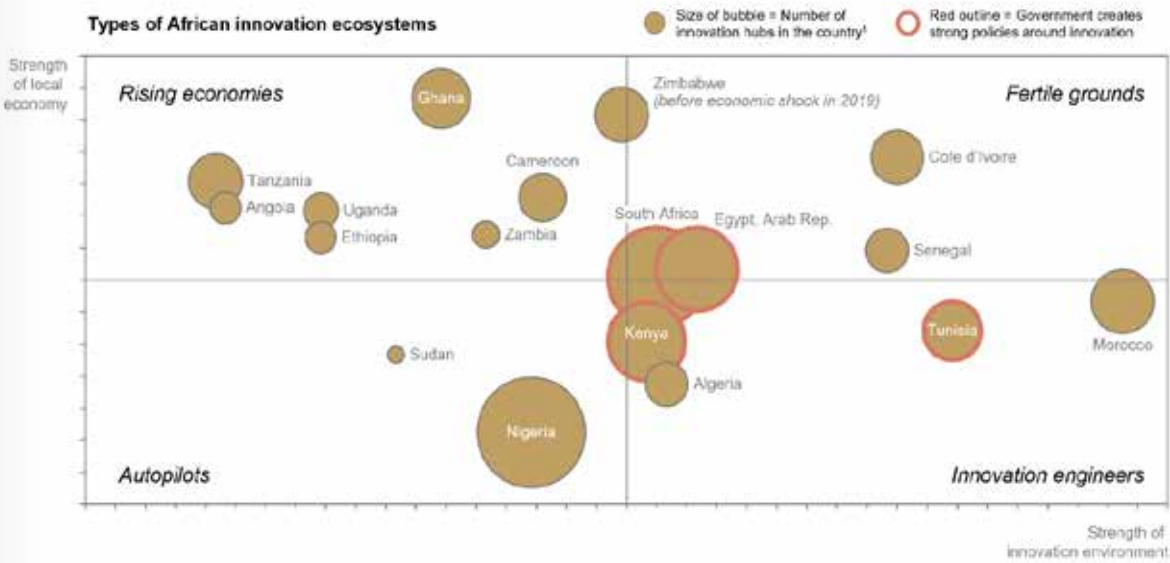 Types of African innovation ecosystems
Size of bubble = Number of
innovation hubs in the country¹
Red outline = Government creates
strong policies around innovation
Strength
of local
economy
Rising economies
Fertile grounds
Ghana
Zimbabwe
(before economic shook in 2019)
Cote d'Ivoire
Cameroon
Tanzania
Angola
Uganda
Ethiopia
Zambia
South Africa
Egypt, Arab Rep.
Senegal
Kenya
Tunisia
Morocco
Sudan
Algeria
Nigeria
Autopilots
Innovation engineers
Strength of
innovation environment